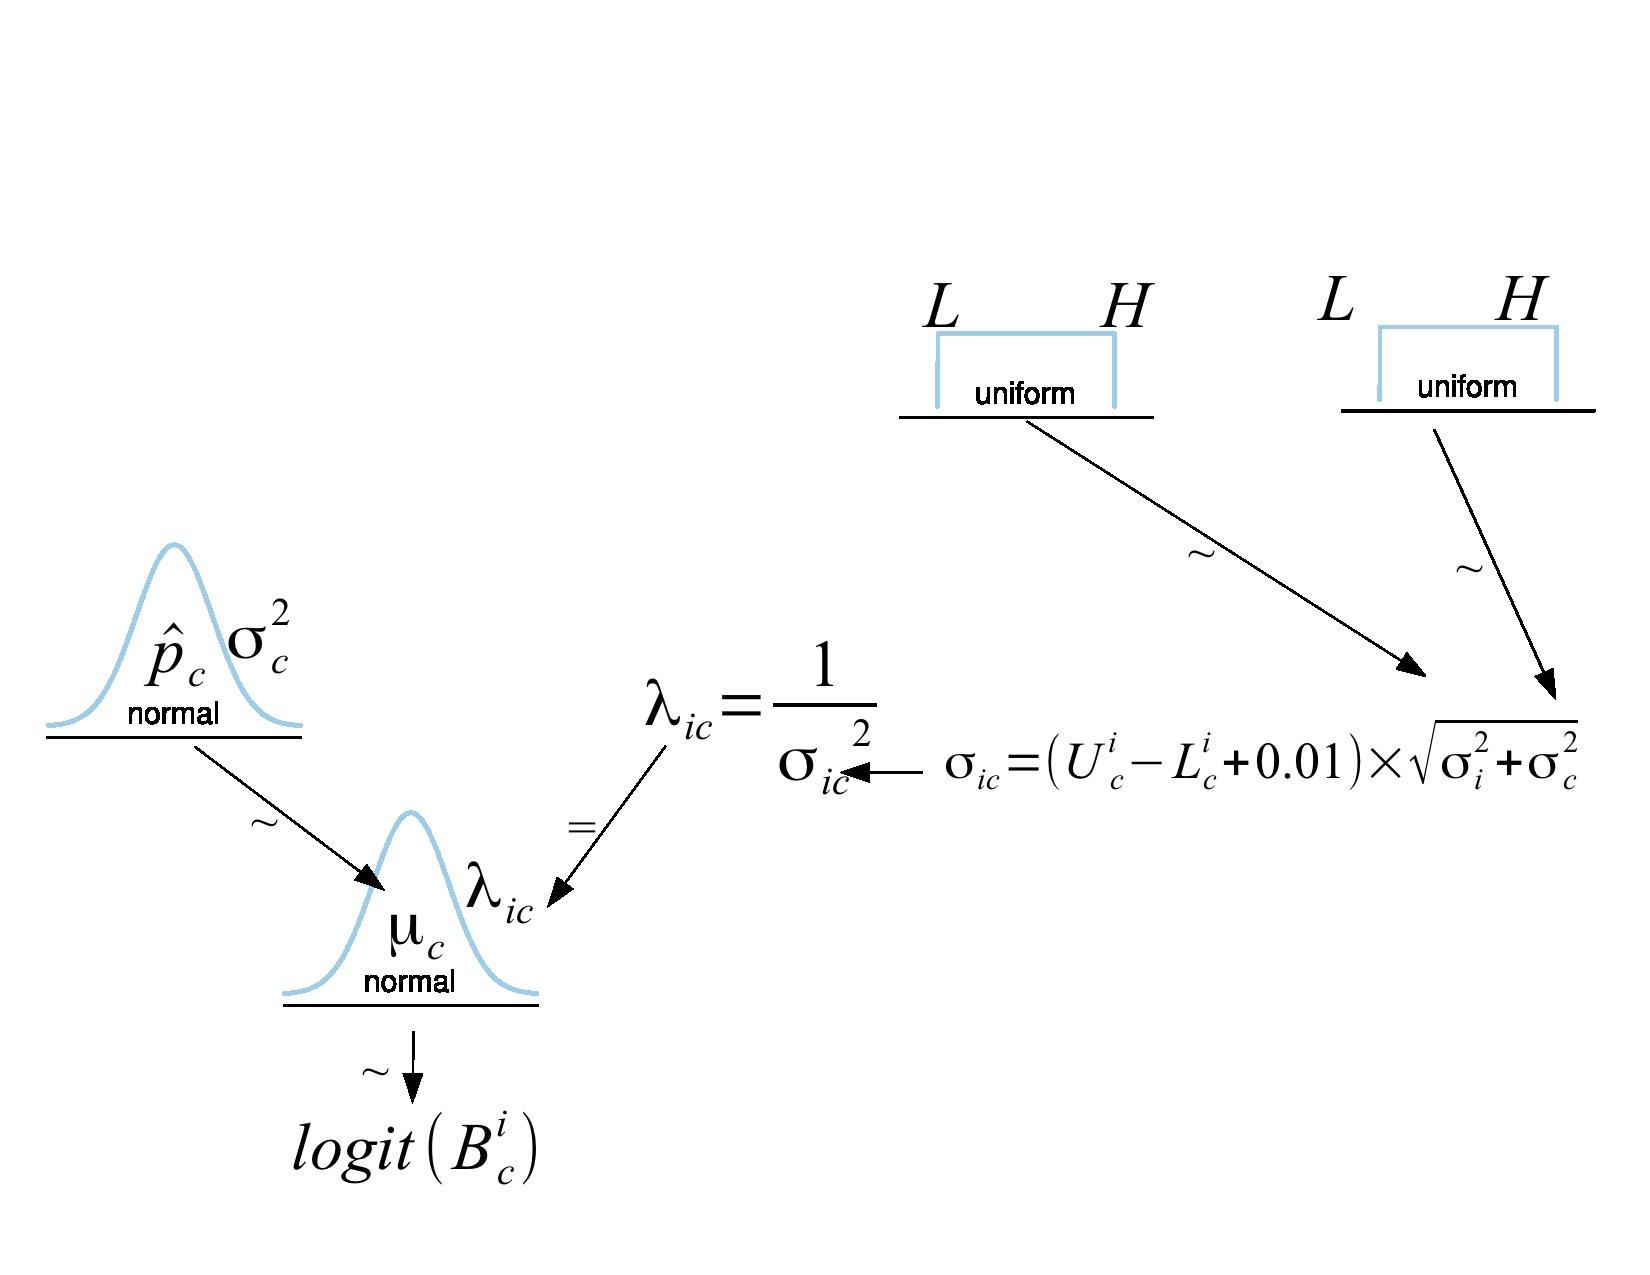 L H
L H
uniform
uniform
~
~
p̂_c σ_c^2
normal
λ_ic = 1 / σ_ic^2
σ_ic = (U_c^i − L_c^i + 0.01) × √(σ_i^2 + σ_c^2)
~
=
μ_c λ_ic
normal
~
logit(B_c^i)